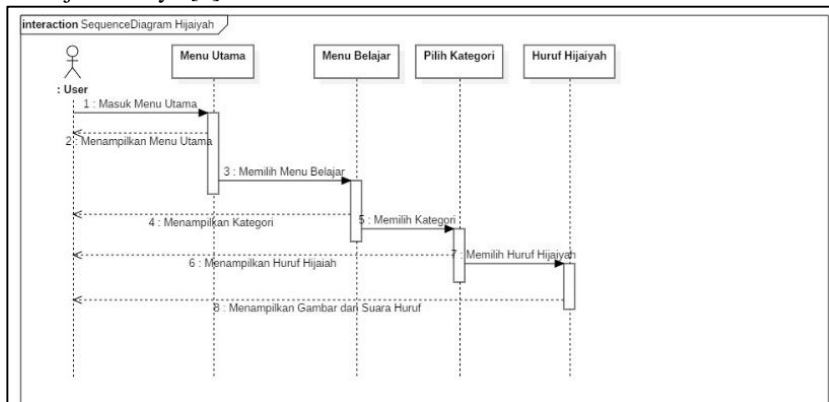 interaction SequenceDiagram Hijaiyah
Menu Utama
Menu Belajar
Pilih Kategori
Huruf Hijaiyah
: User
1 : Masuk Menu Utama
2 : Menampilkan Menu Utama
3 : Memilih Menu Belajar
4 : Menampilkan Kategori
5 : Memilih Kategori
6 : Menampilkan Huruf Hijaiah
7 : Memilih Huruf Hijaiyah
8 : Menampilkan Gambar dan Suara Huruf